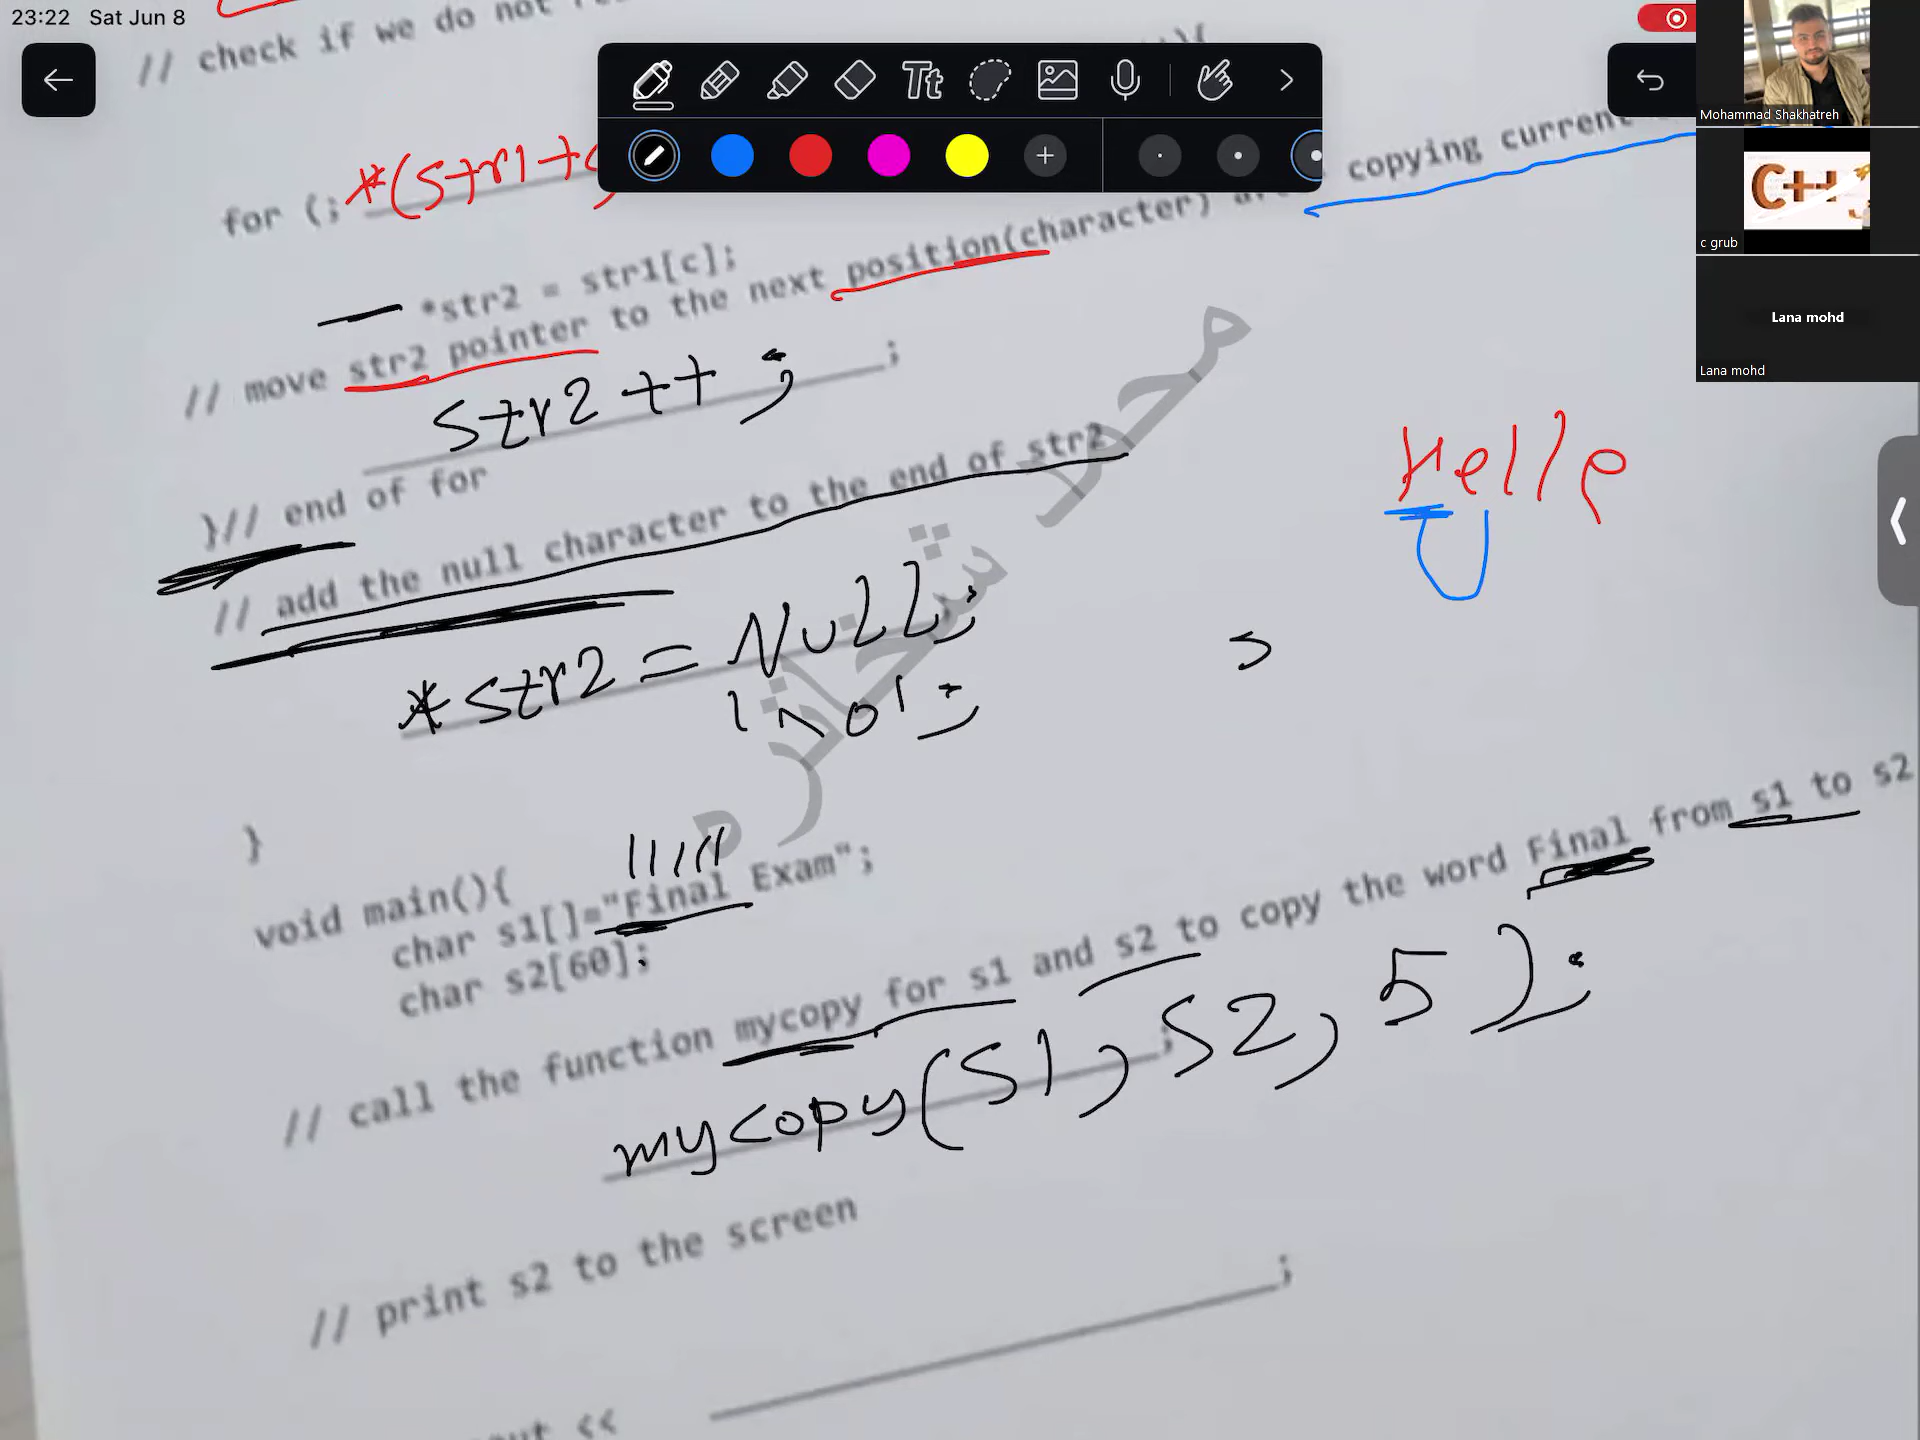 23:22 Sat Jun 8
// check if we do not
){
Tt
Mohammad Shakhatreh
for (; *(str1+c
copying current
C++
c grub
*str2 = str1[c];
// move str2 pointer to the next position(character)
Lana mohd
Lana mohd
str2++;
;
}// end of for
Hello
// add the null character to the end of str2
*str2 = NULL;
'\0';
محمد شخاتره
}
void main(){
char s1[]="Final Exam";
char s2[60];
// call the function mycopy for s1 and s2 to copy the word Final from s1 to s2
mycopy(s1, s2, 5);
;
// print s2 to the screen
;
<<